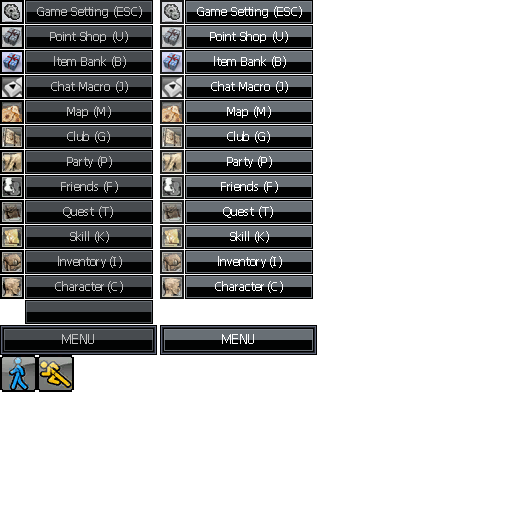 Game Setting (ESC) Game Setting (ESC)
Point Shop (U) Point Shop (U)
Item Bank (B) Item Bank (B)
Chat Macro (J) Chat Macro (J)
Map (M) Map (M)
Club (G) Club (G)
Party (P) Party (P)
Friends (F) Friends (F)
Quest (T) Quest (T)
Skill (K) Skill (K)
Inventory (I) Inventory (I)
Character (C) Character (C)
MENU MENU